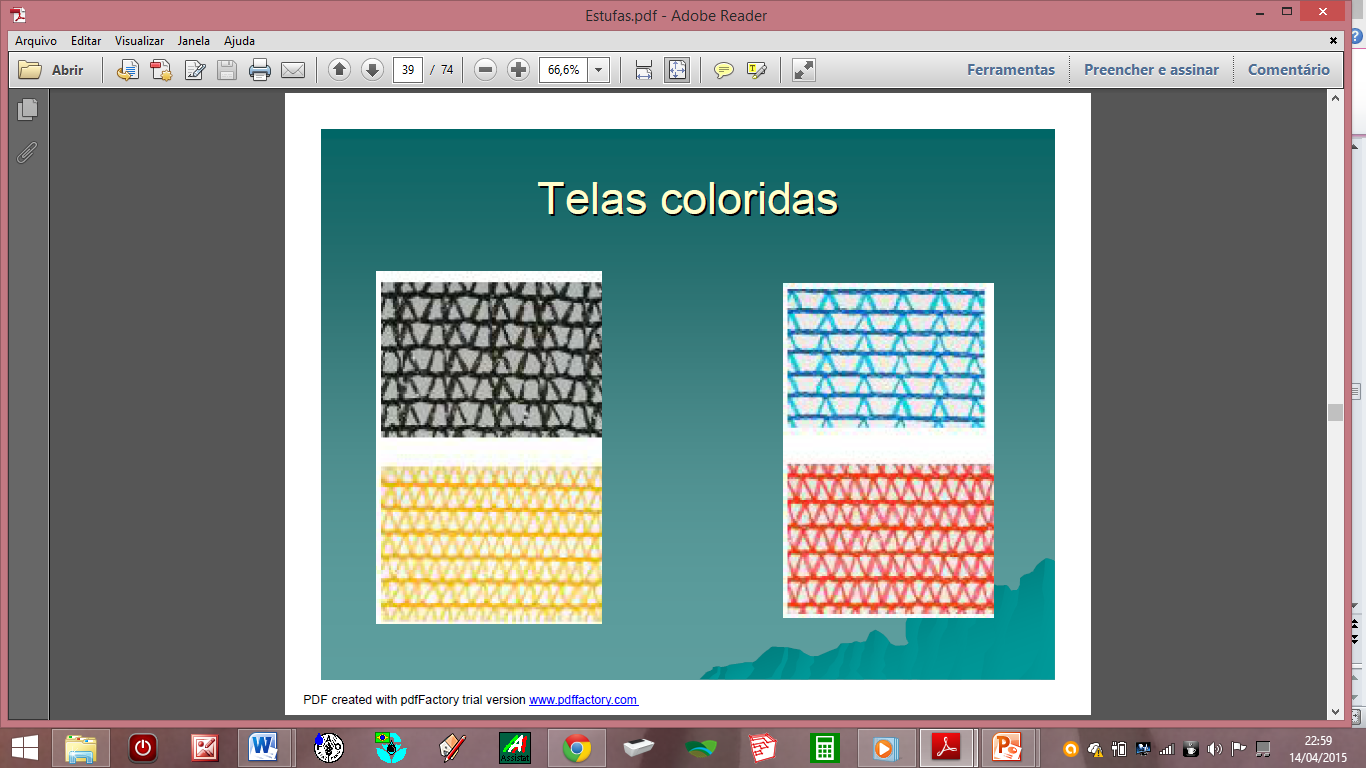 Estufas.pdf - Adobe Reader
Arquivo Editar Visualizar Janela Ajuda
Abrir 39 / 74 66,6% Ferramentas Preencher e assinar Comentário
Telas coloridas
PDF created with pdfFactory trial version www.pdffactory.com
Assistat
22:59
14/04/2015